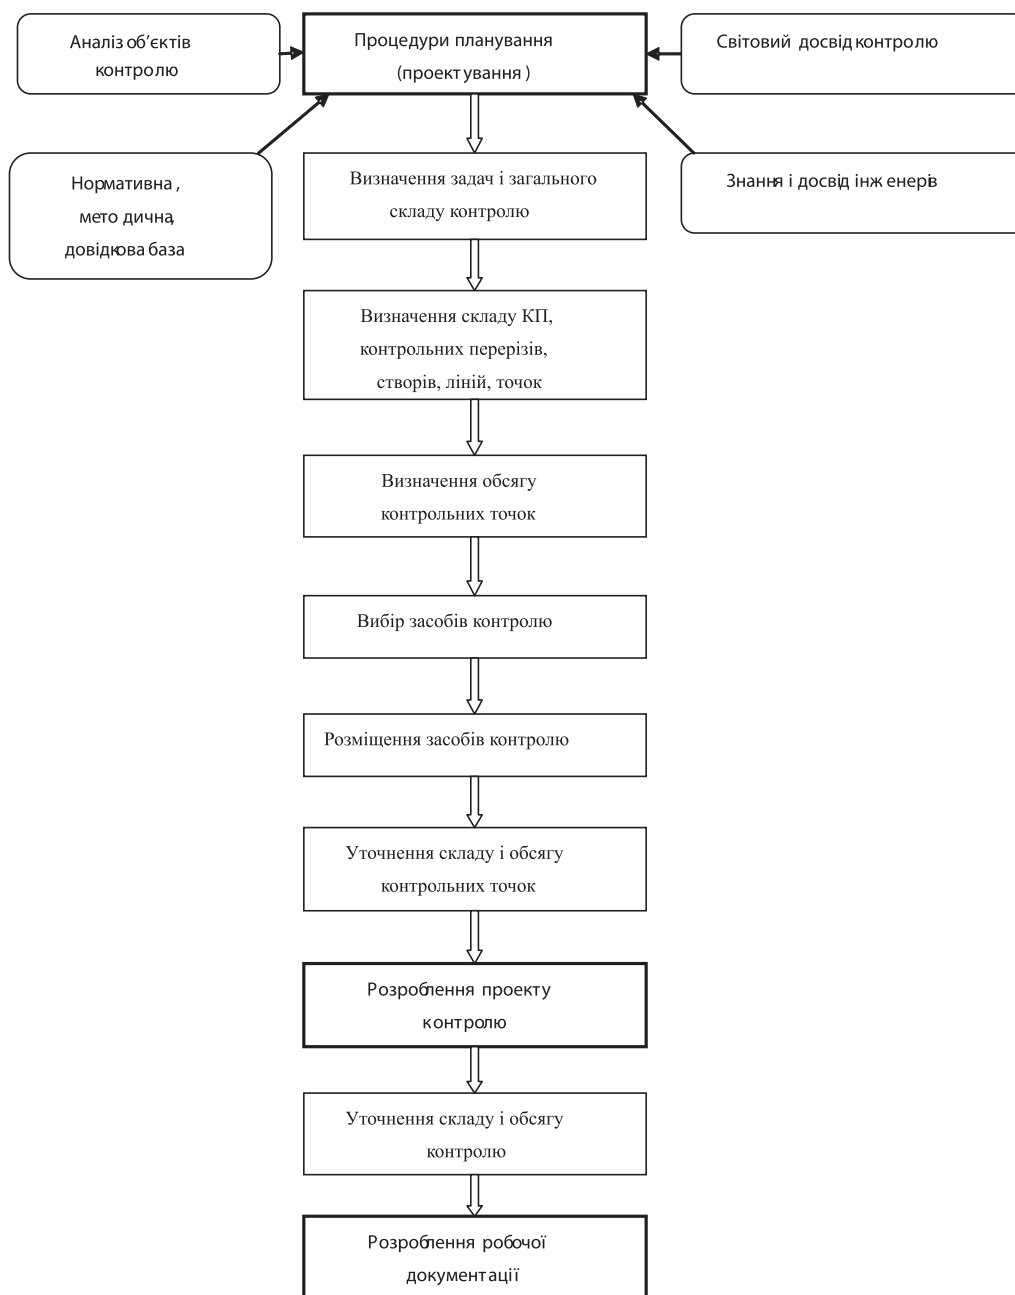 Аналіз об’єктів
контролю
Процедури планування
(проектування)
Світовий досвід контролю
Нормативна,
методична,
довідкова база
Визначення задач і загального
складу контролю
Знання і досвід інженерів
Визначення складу КП,
контрольних перерізів,
створів, ліній, точок
Визначення обсягу
контрольних точок
Вибір засобів контролю
Розміщення засобів контролю
Уточнення складу і обсягу
контрольних точок
Розроблення проекту
контролю
Уточнення складу і обсягу
контролю
Розроблення робочої
документації